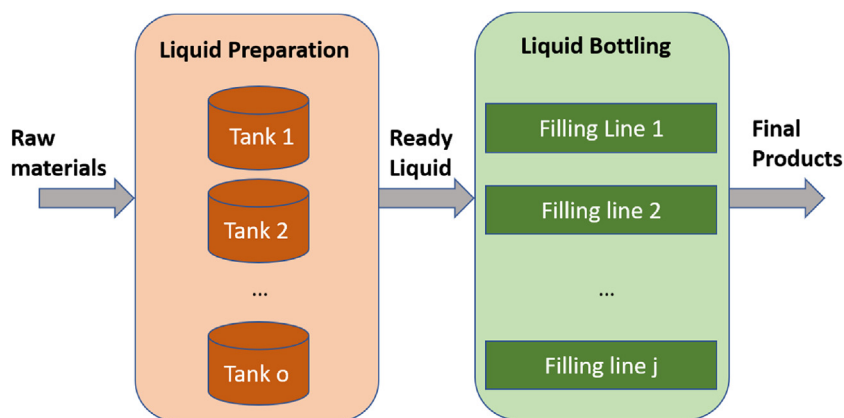 Liquid Preparation
Tank 1
Tank 2
...
Tank o
Raw
materials
Ready
Liquid
Liquid Bottling
Filling Line 1
Filling line 2
...
Filling line j
Final
Products